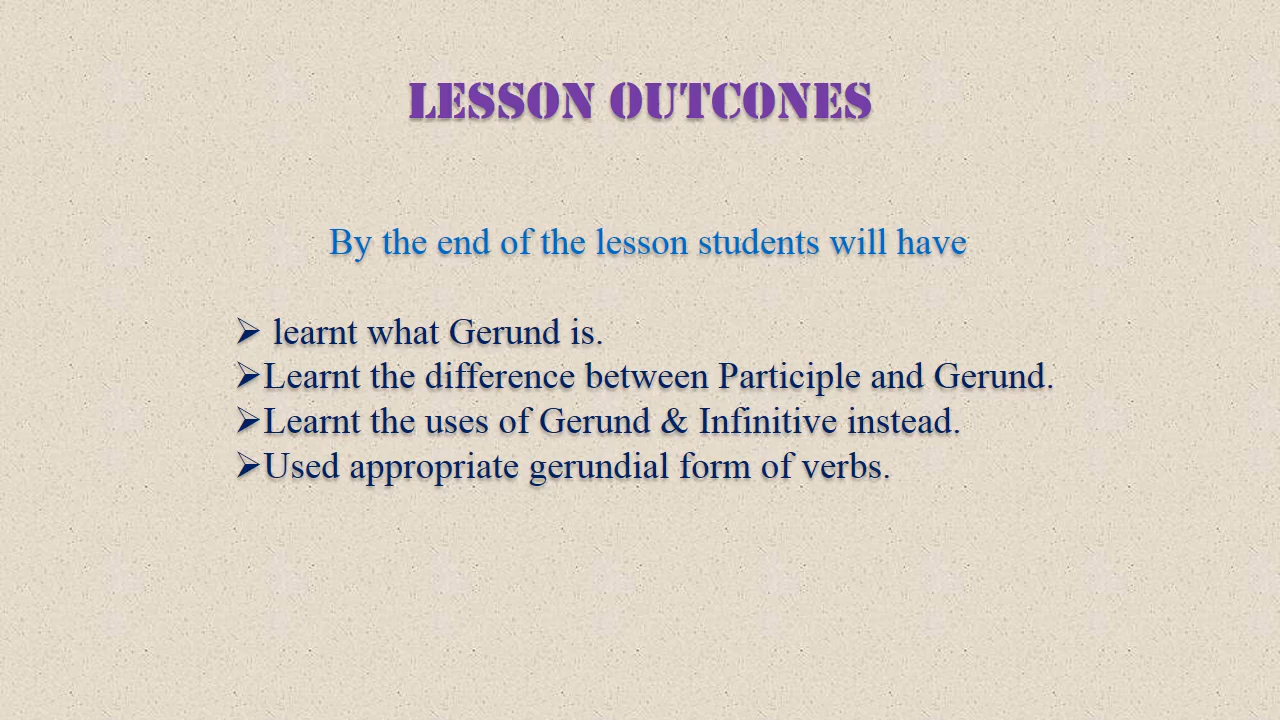 LESSON OUTCONES
By the end of the lesson students will have
➢ learnt what Gerund is.
➢Learnt the difference between Participle and Gerund.
➢Learnt the uses of Gerund & Infinitive instead.
➢Used appropriate gerundial form of verbs.